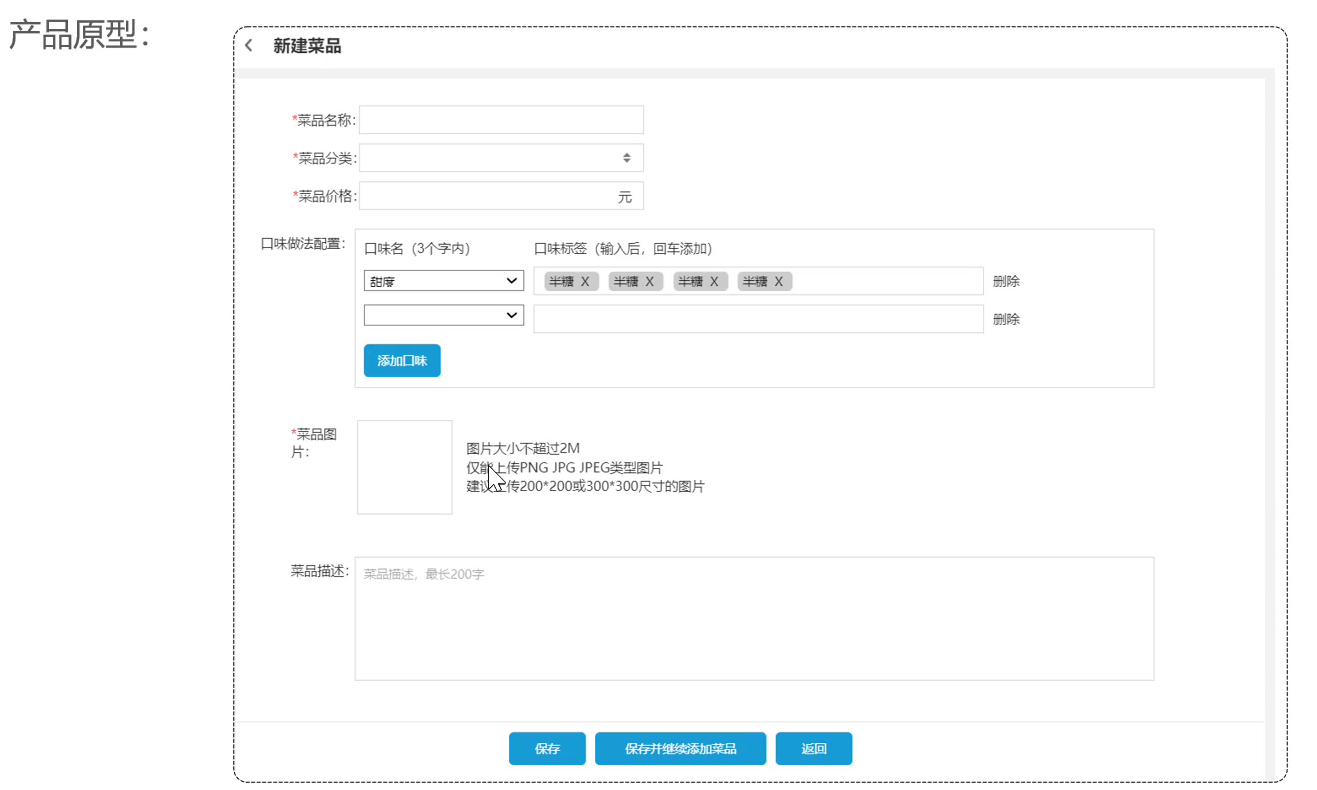 产品原型：
新建菜品
*菜品名称:
*菜品分类:
*菜品价格: 元
口味做法配置:
口味名（3个字内） 口味标签（输入后，回车添加）
甜度 半糖 X 半糖 X 半糖 X 半糖 X 删除
删除
添加口味
*菜品图
片:
图片大小不超过2M
仅能上传PNG JPG JPEG类型图片
建议上传200*200或300*300尺寸的图片
菜品描述:
菜品描述，最长200字
保存 保存并继续添加菜品 返回